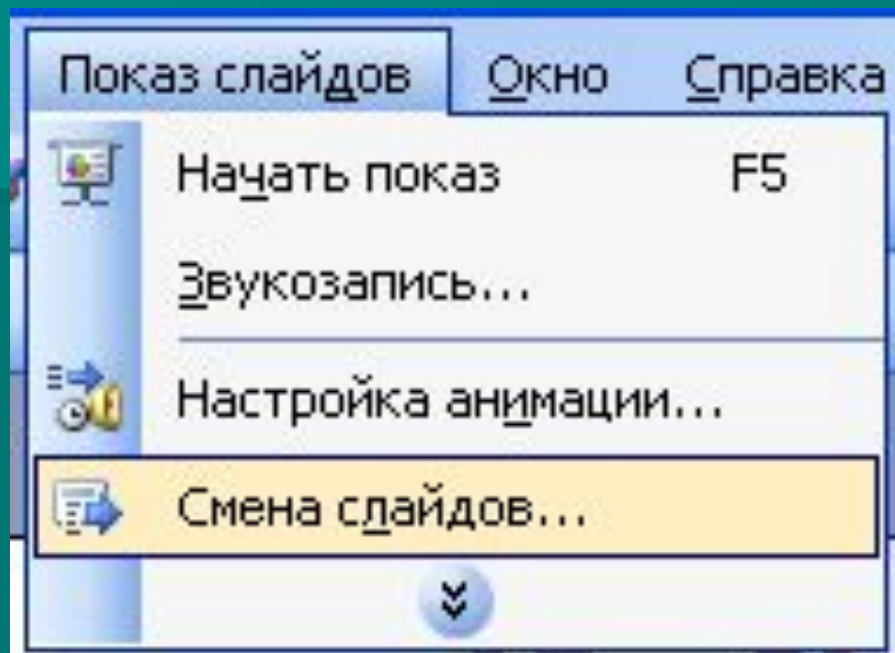 Показ слайдов Окно Справка
Начать показ F5
Звукозапись...
Настройка анимации...
Смена слайдов...